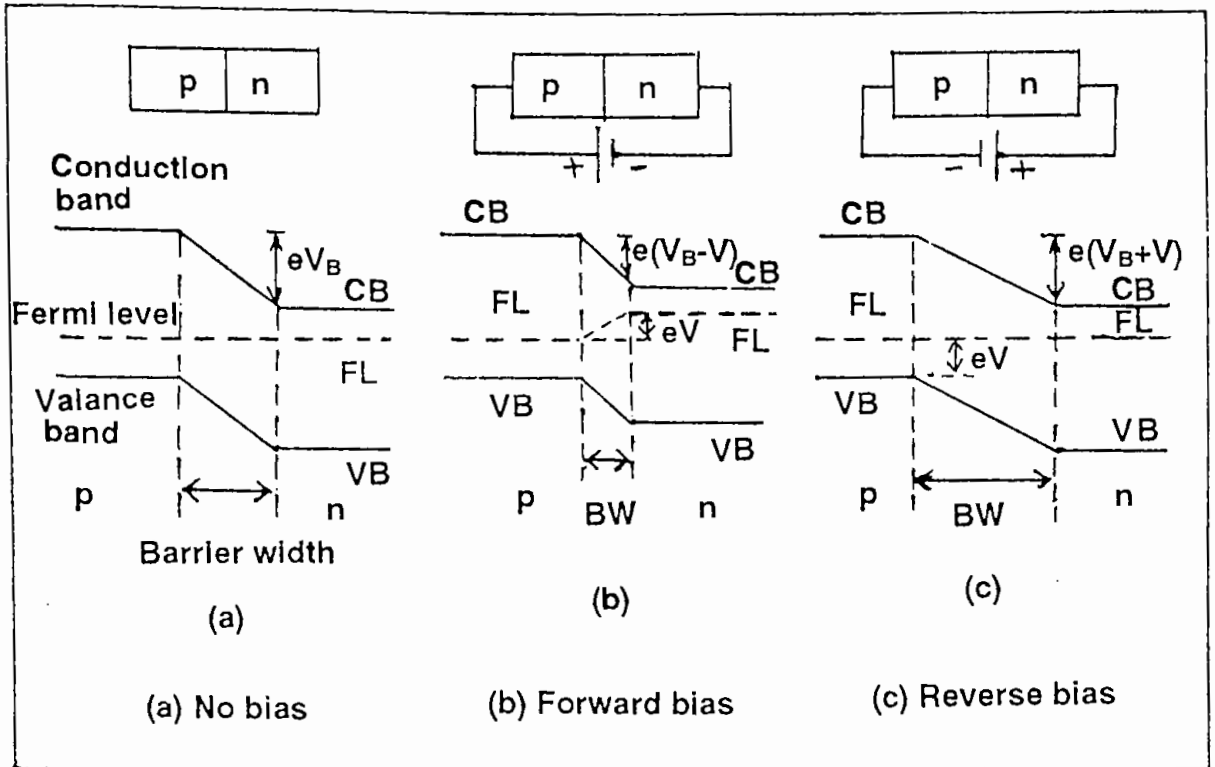 p n
p n
+ -
p n
- +
Conduction
band
eV_B
CB
Fermi level
FL
Valance
band
VB
p
n
Barrier width
(a)
CB
e(V_B-V)
CB
FL
eV
FL
VB
VB
p
BW
n
(b)
CB
e(V_B+V)
CB
FL
FL
eV
VB
VB
p
BW
n
(c)
(a) No bias
(b) Forward bias
(c) Reverse bias